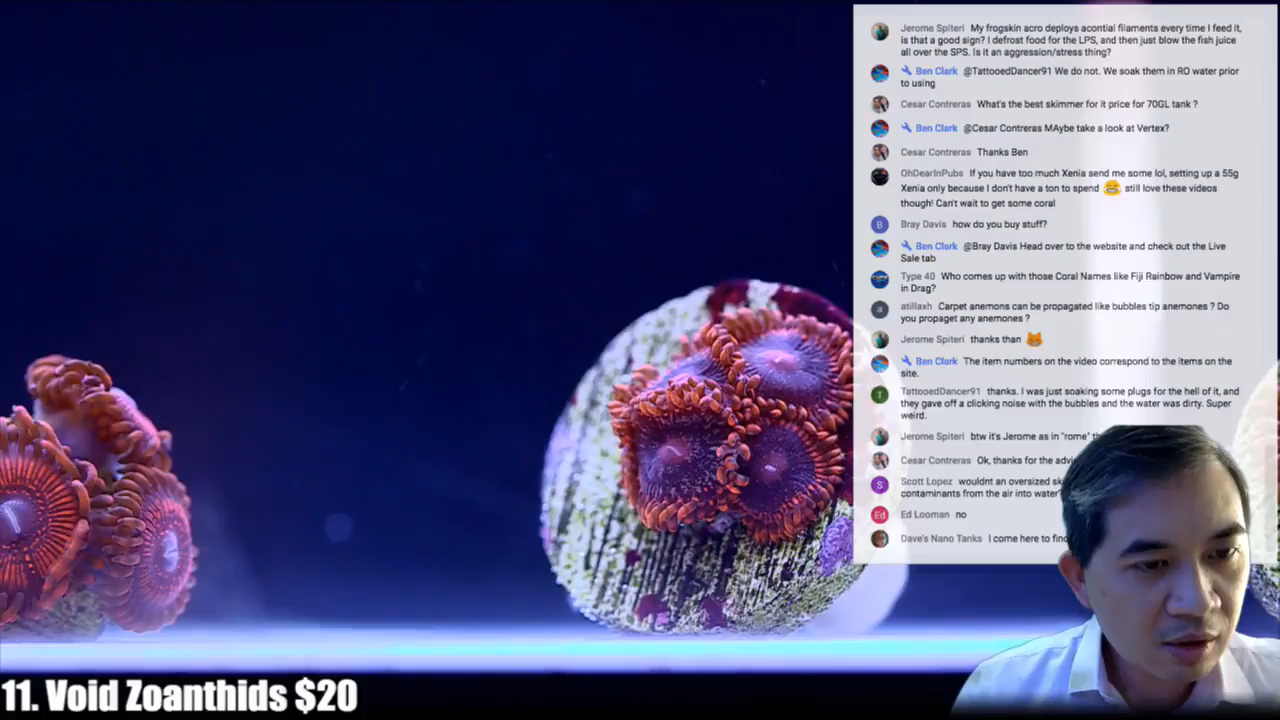 Jerome Spiteri My frogskin acro deploys acontial filaments every time I feed it,
is that a good sign? I defrost food for the LPS, and then just blow the fish juice
all over the SPS. Is it an aggression/stress thing?
Ben Clark @TattooedDancer91 We do not. We soak them in RO water prior
to using
Cesar Contreras What's the best skimmer for it price for 70GL tank ?
Ben Clark @Cesar Contreras MAybe take a look at Vertex?
Cesar Contreras Thanks Ben
OhDearInPubs If you have too much Xenia send me some lol, setting up a 55g
Xenia only because I don't have a ton to spend 😂 still love these videos
though! Can't wait to get some coral
B Bray Davis how do you buy stuff?
Ben Clark @Bray Davis Head over to the website and check out the Live
Sale tab
Type 40 Who comes up with those Coral Names like Fiji Rainbow and Vampire
in Drag?
a atillaxh Carpet anemons can be propagated like bubbles tip anemones ? Do
you propaget any anemones ?
Jerome Spiteri thanks than
Ben Clark The item numbers on the video correspond to the items on the
site.
T TattooedDancer91 thanks. I was just soaking some plugs for the hell of it, and
they gave off a clicking noise with the bubbles and the water was dirty. Super
weird.
Jerome Spiteri btw it's Jerome as in "rome"
Cesar Contreras Ok, thanks for the
S Scott Lopez wouldnt an oversized
contaminants from the air into water
Ed Ed Looman no
Dave's Nano Tanks I come here to
11. Void Zoanthids $20